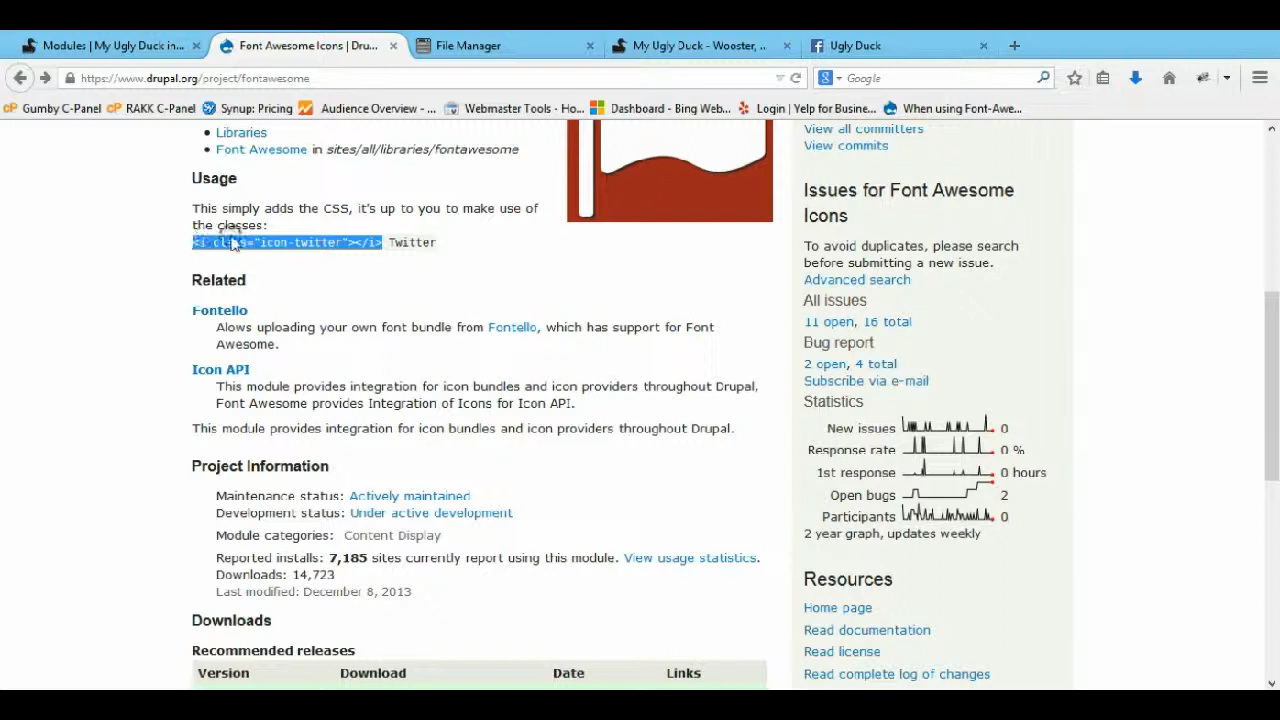 Modules | My Ugly Duck in... × Font Awesome Icons | Dru... × File Manager × My Ugly Duck - Wooster, ... × Ugly Duck × +
https://www.drupal.org/project/fontawesome Google
Gumby C-Panel RAKK C-Panel Synup: Pricing Audience Overview - ... Webmaster Tools - Ho... Dashboard - Bing Web... Login | Yelp for Busine... When using Font-Awe...
• Libraries
• Font Awesome in sites/all/libraries/fontawesome
Usage
This simply adds the CSS, it's up to you to make use of
the classes:
<i class="icon-twitter"></i> Twitter
Related
Fontello
Alows uploading your own font bundle from Fontello, which has support for Font
Awesome.
Icon API
This module provides integration for icon bundles and icon providers throughout Drupal,
Font Awesome provides Integration of Icons for Icon API.
This module provides integration for icon bundles and icon providers throughout Drupal.
Project Information
Maintenance status: Actively maintained
Development status: Under active development
Module categories: Content Display
Reported installs: 7,185 sites currently report using this module. View usage statistics.
Downloads: 14,723
Last modified: December 8, 2013
Downloads
Recommended releases
Version Download Date Links
View all committers
View commits
Issues for Font Awesome
Icons
To avoid duplicates, please search
before submitting a new issue.
Advanced search
All issues
11 open, 16 total
Bug report
2 open, 4 total
Subscribe via e-mail
Statistics
New issues 0
Response rate 0 %
1st response 0 hours
Open bugs 2
Participants 0
2 year graph, updates weekly
Resources
Home page
Read documentation
Read license
Read complete log of changes